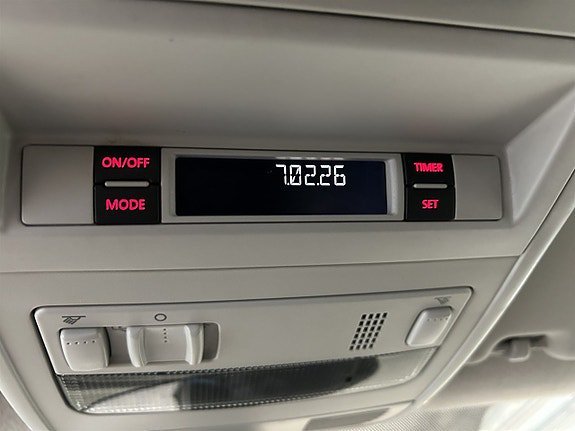 ON/OFF
7.02.26
TIMER
MODE
SET